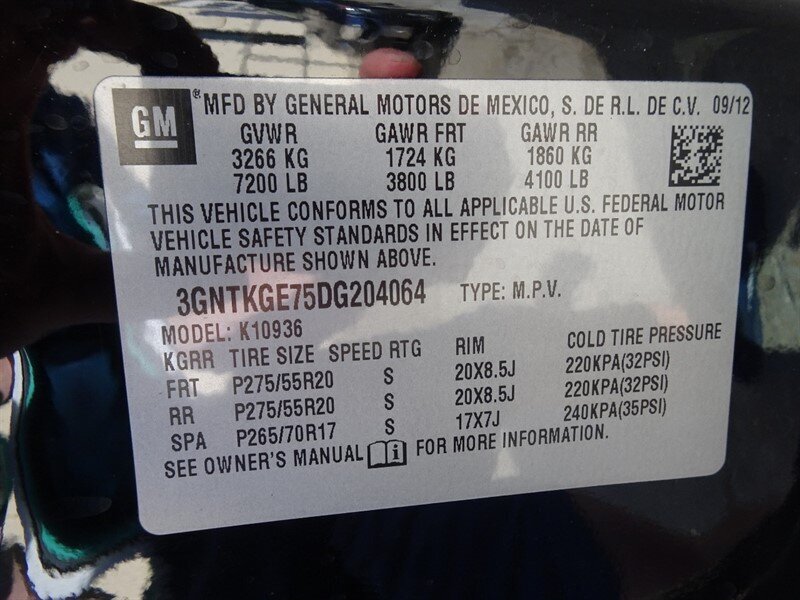 GM ® MFD BY GENERAL MOTORS DE MEXICO, S. DE R.L. DE C.V. 09/12
GVWR GAWR FRT GAWR RR
3266 KG 1724 KG 1860 KG
7200 LB 3800 LB 4100 LB
THIS VEHICLE CONFORMS TO ALL APPLICABLE U.S. FEDERAL MOTOR
VEHICLE SAFETY STANDARDS IN EFFECT ON THE DATE OF
MANUFACTURE SHOWN ABOVE.
3GNTKGE75DG204064 TYPE: M.P.V.
MODEL: K10936
KGRR TIRE SIZE SPEED RTG RIM COLD TIRE PRESSURE
FRT P275/55R20 S 20X8.5J 220KPA(32PSI)
RR P275/55R20 S 20X8.5J 220KPA(32PSI)
SPA P265/70R17 S 17X7J 240KPA(35PSI)
SEE OWNER'S MANUAL i FOR MORE INFORMATION.